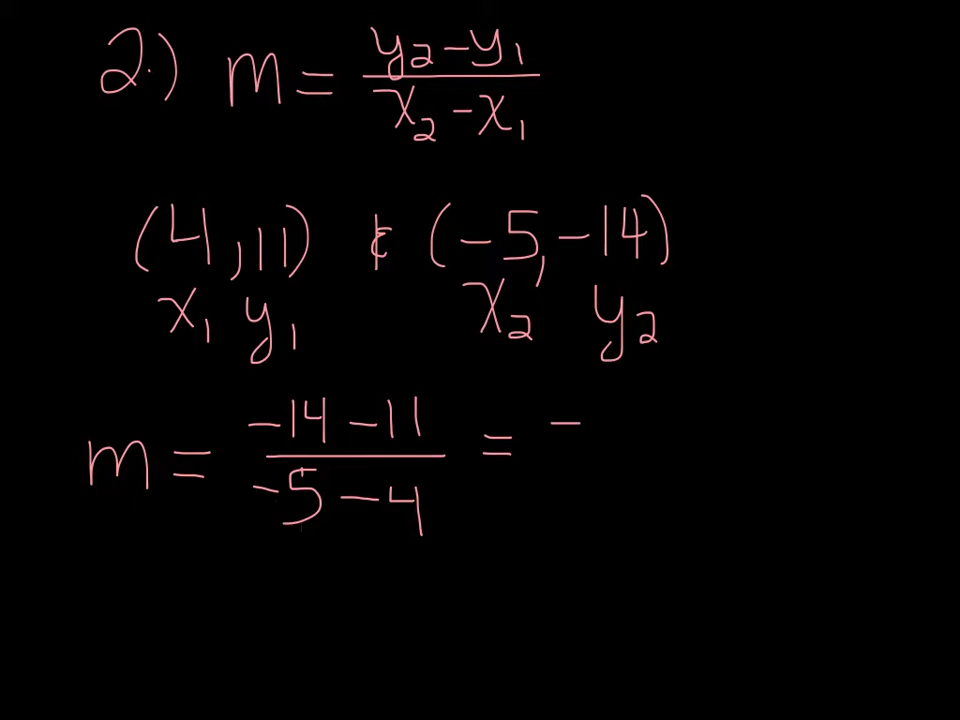 2.) m = y₂-y₁ / x₂-x₁
(4,11) & (-5,-14)
x₁ y₁ x₂ y₂
m = -14-11 / -5-4 = -